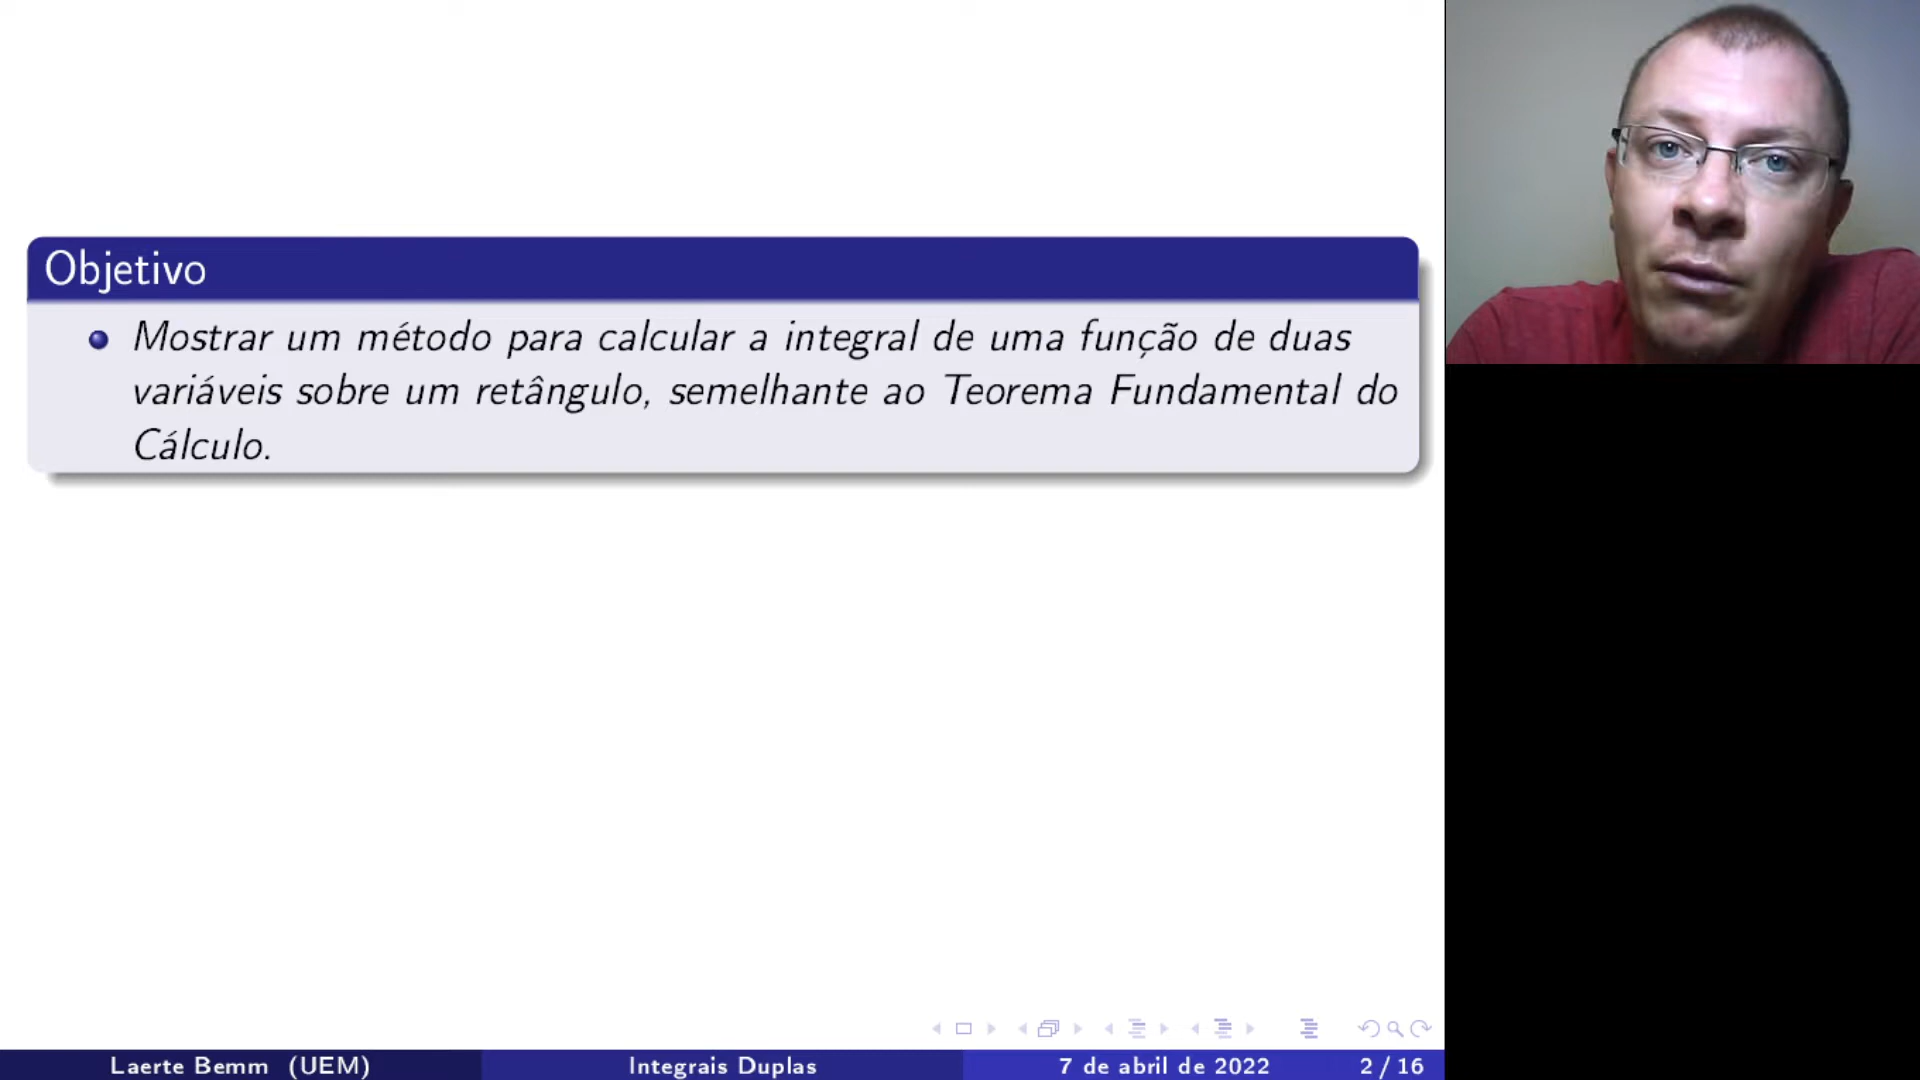 Objetivo
Mostrar um método para calcular a integral de uma função de duas
variáveis sobre um retângulo, semelhante ao Teorema Fundamental do
Cálculo.
Laerte Bemm (UEM) Integrais Duplas 7 de abril de 2022 2 / 16